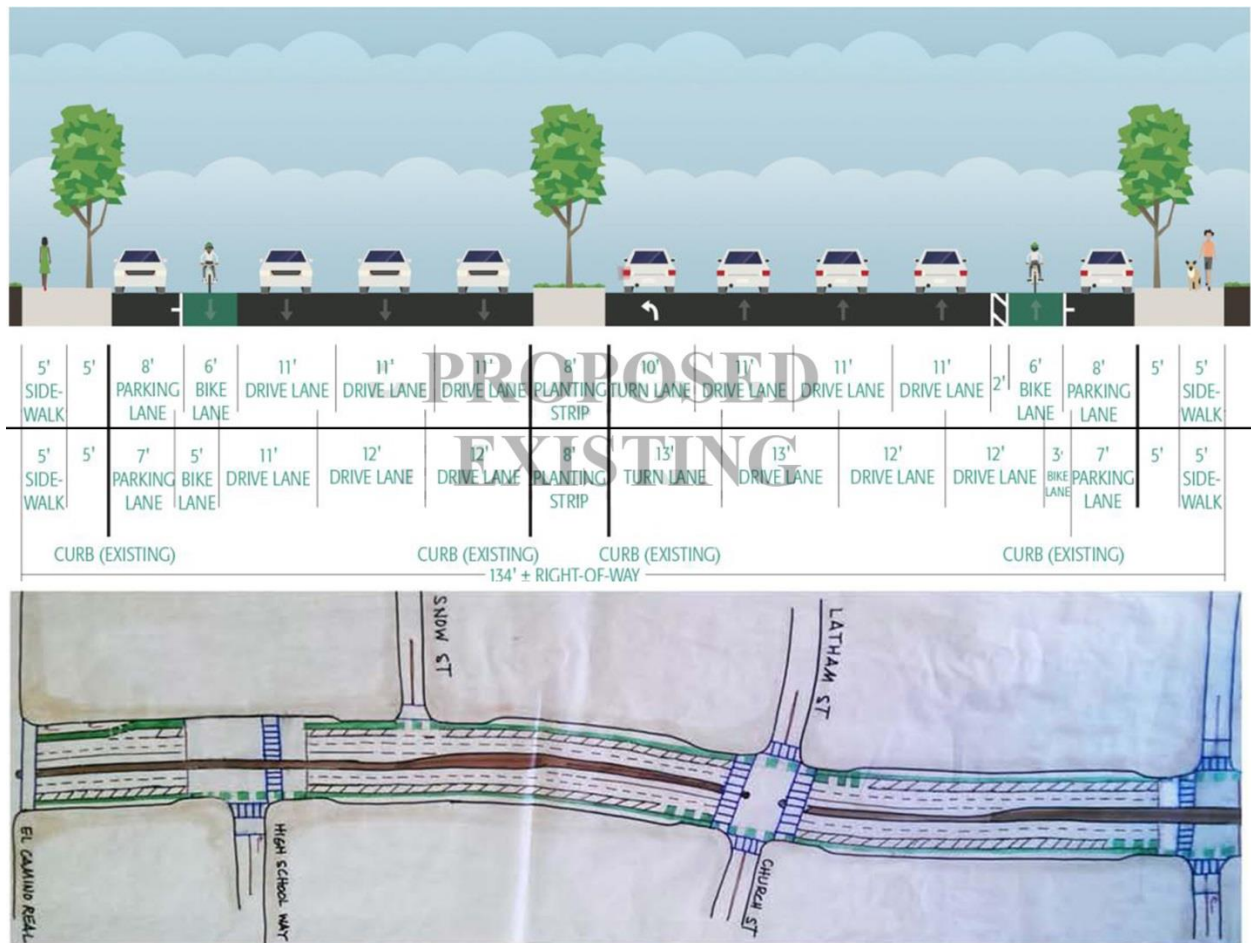 5' SIDE-WALK
5'
8' PARKING LANE
6' BIKE LANE
11' DRIVE LANE
11' DRIVE LANE
11' DRIVE LANE
8' PLANTING STRIP
10' TURN LANE
11' DRIVE LANE
11' DRIVE LANE
11' DRIVE LANE
2'
6' BIKE LANE
8' PARKING LANE
5'
5' SIDE-WALK
PROPOSED
EXISTING
5' SIDE-WALK
5'
7' PARKING LANE
5' BIKE LANE
11' DRIVE LANE
12' DRIVE LANE
12' DRIVE LANE
8' PLANTING STRIP
13' TURN LANE
13' DRIVE LANE
12' DRIVE LANE
12' DRIVE LANE
3' BIKE LANE
7' PARKING LANE
5'
5' SIDE-WALK
CURB (EXISTING)
CURB (EXISTING)
CURB (EXISTING)
CURB (EXISTING)
134' ± RIGHT-OF-WAY
SNOW ST
LATHAM ST
EL CAMINO REAL
HIGH SCHOOL WAY
CHURCH ST